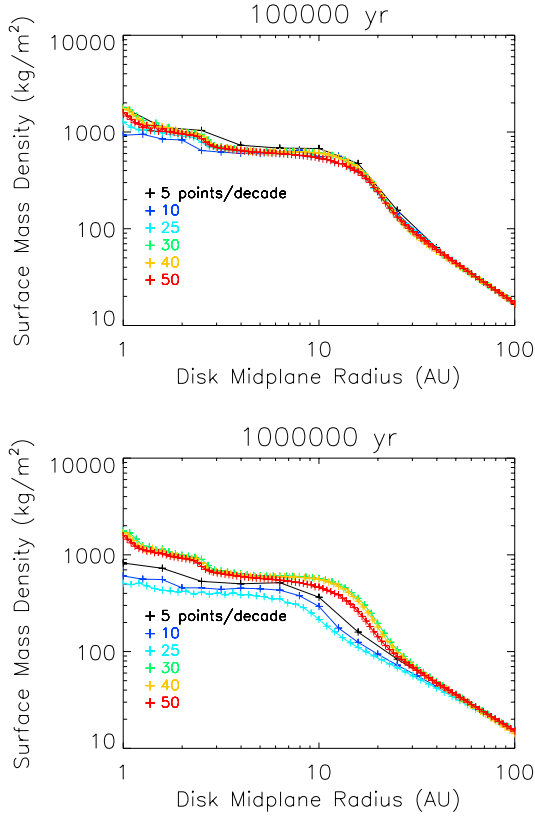 100000 yr
Surface Mass Density (kg/m²)
10000
1000
100
10
+ 5 points/decade
+ 10
+ 25
+ 30
+ 40
+ 50
1 10 100
Disk Midplane Radius (AU)
1000000 yr
Surface Mass Density (kg/m²)
10000
1000
100
10
+ 5 points/decade
+ 10
+ 25
+ 30
+ 40
+ 50
1 10 100
Disk Midplane Radius (AU)